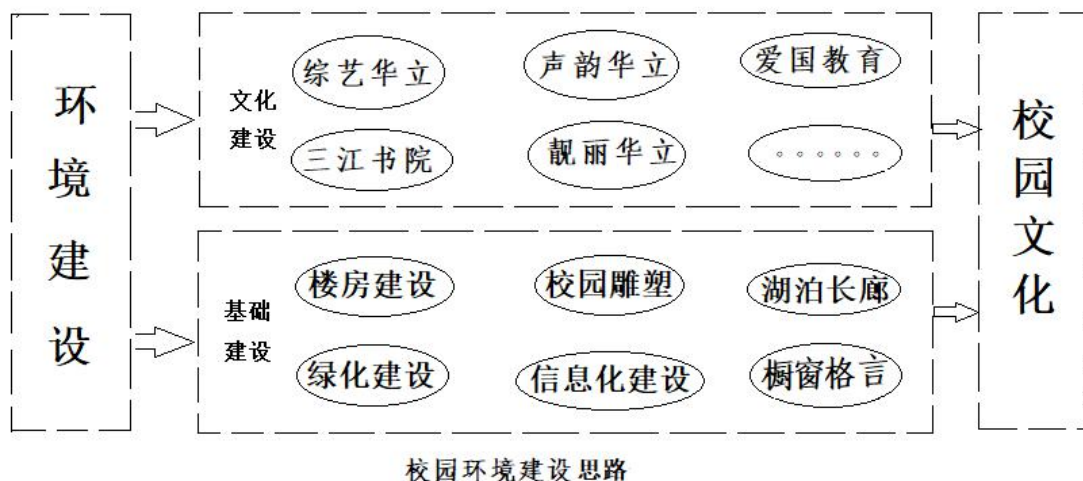 环境建设
文化建设
综艺华立
声韵华立
爱国教育
三江书院
靓丽华立
。。。。。。
基础建设
楼房建设
校园雕塑
湖泊长廊
绿化建设
信息化建设
橱窗格言
校园文化
校园环境建设思路